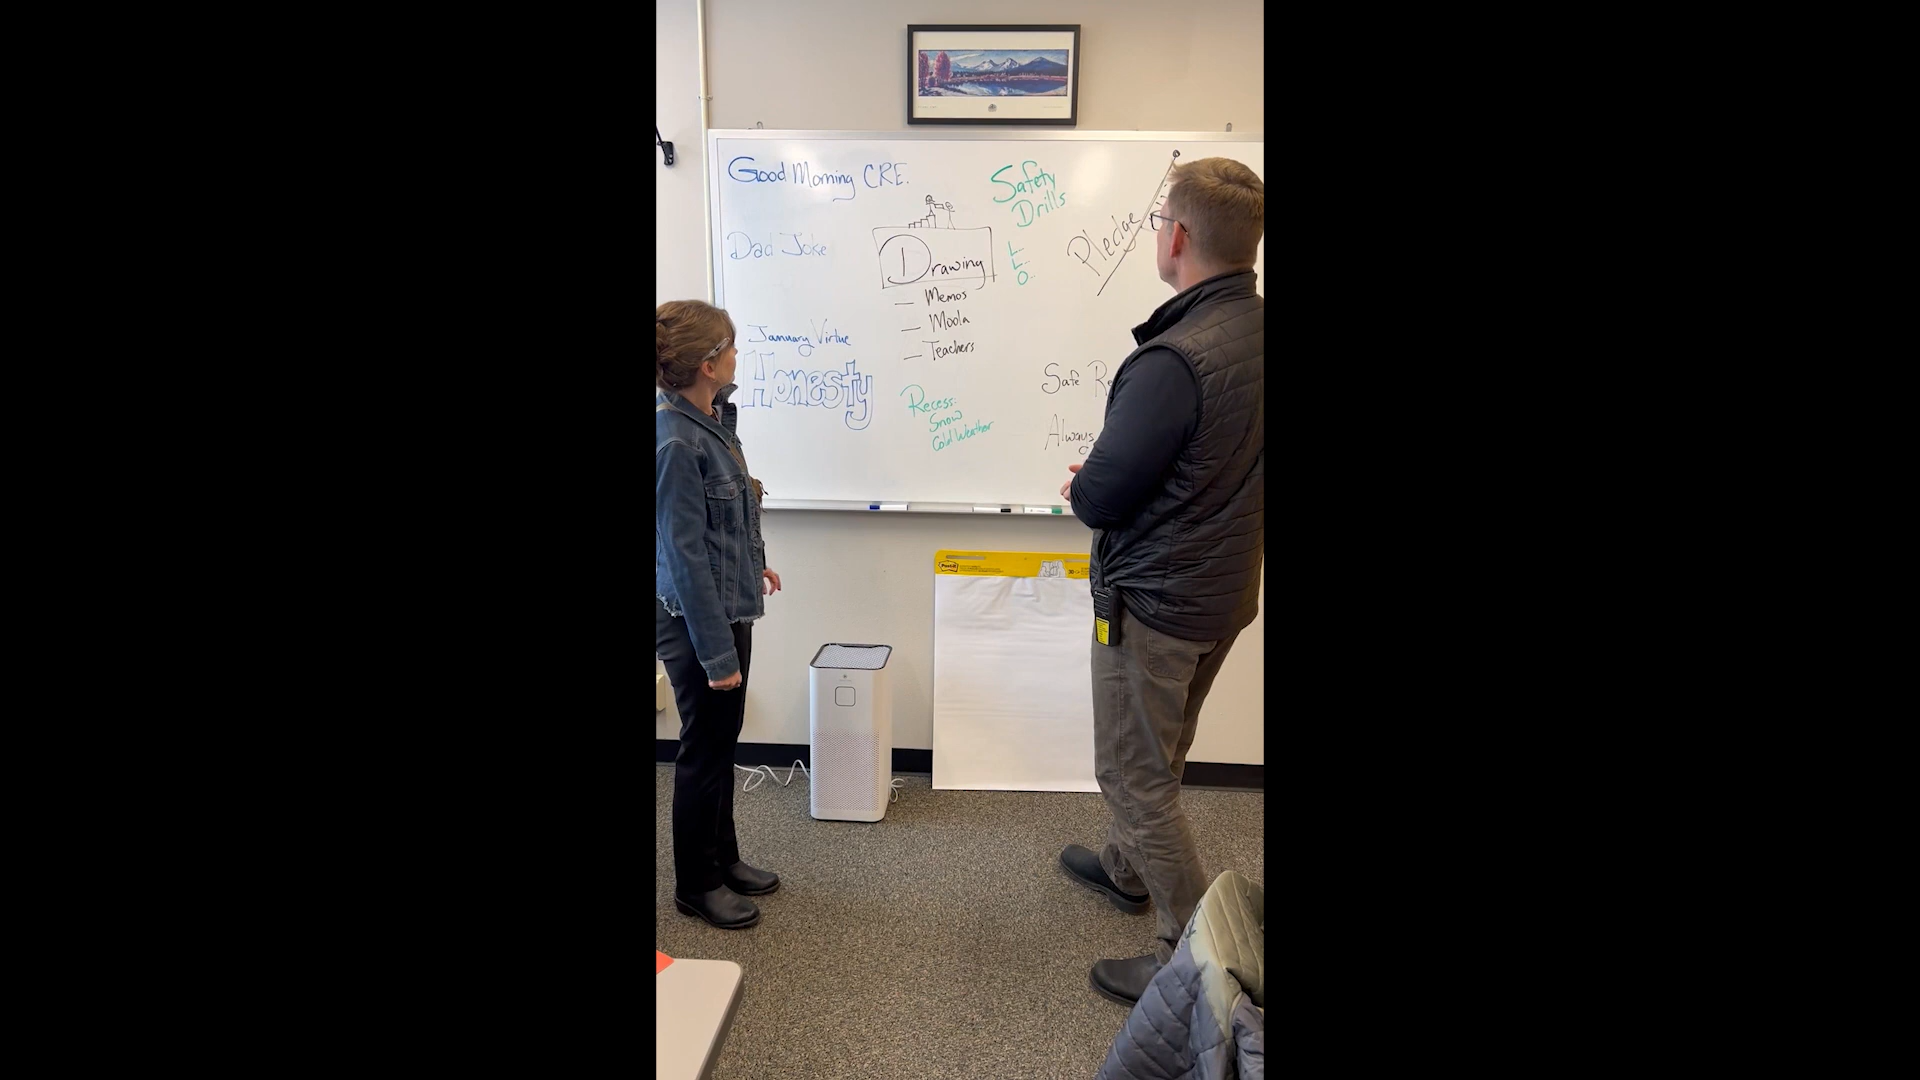 Good Morning CRE.
Dad Joke
January Virtue
Honesty
Drawing
Memos
Moola
Teachers
Recess:
Snow
Cold Weather
Safety
Drills
L..
L..
O..
Pledge
Safe Re
Always
Post-it